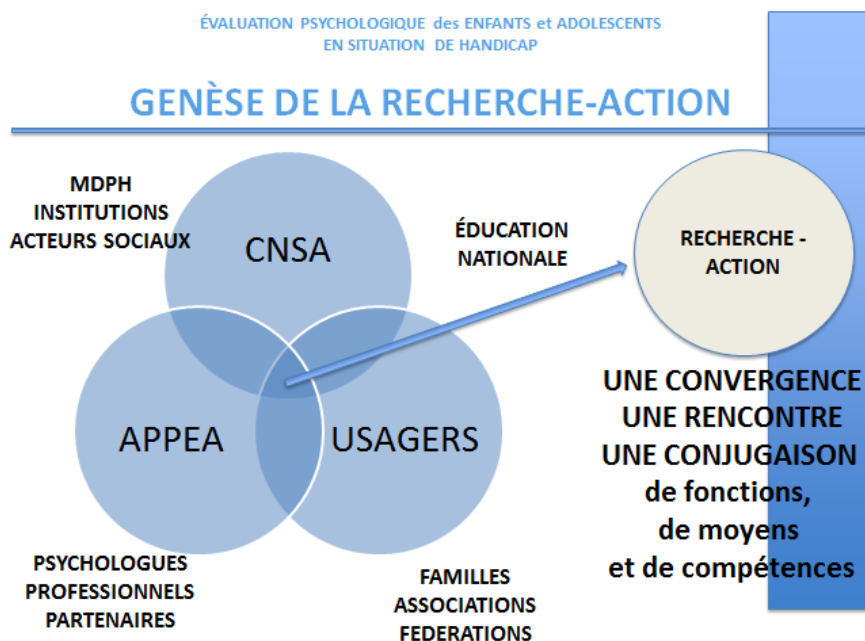 ÉVALUATION PSYCHOLOGIQUE des ENFANTS et ADOLESCENTS
EN SITUATION DE HANDICAP
GENÈSE DE LA RECHERCHE-ACTION
MDPH
INSTITUTIONS
ACTEURS SOCIAUX
CNSA
ÉDUCATION
NATIONALE
RECHERCHE -
ACTION
APPEA
USAGERS
UNE CONVERGENCE
UNE RENCONTRE
UNE CONJUGAISON
de fonctions,
de moyens
et de compétences
PSYCHOLOGUES
PROFESSIONNELS
PARTENAIRES
FAMILLES
ASSOCIATIONS
FEDERATIONS